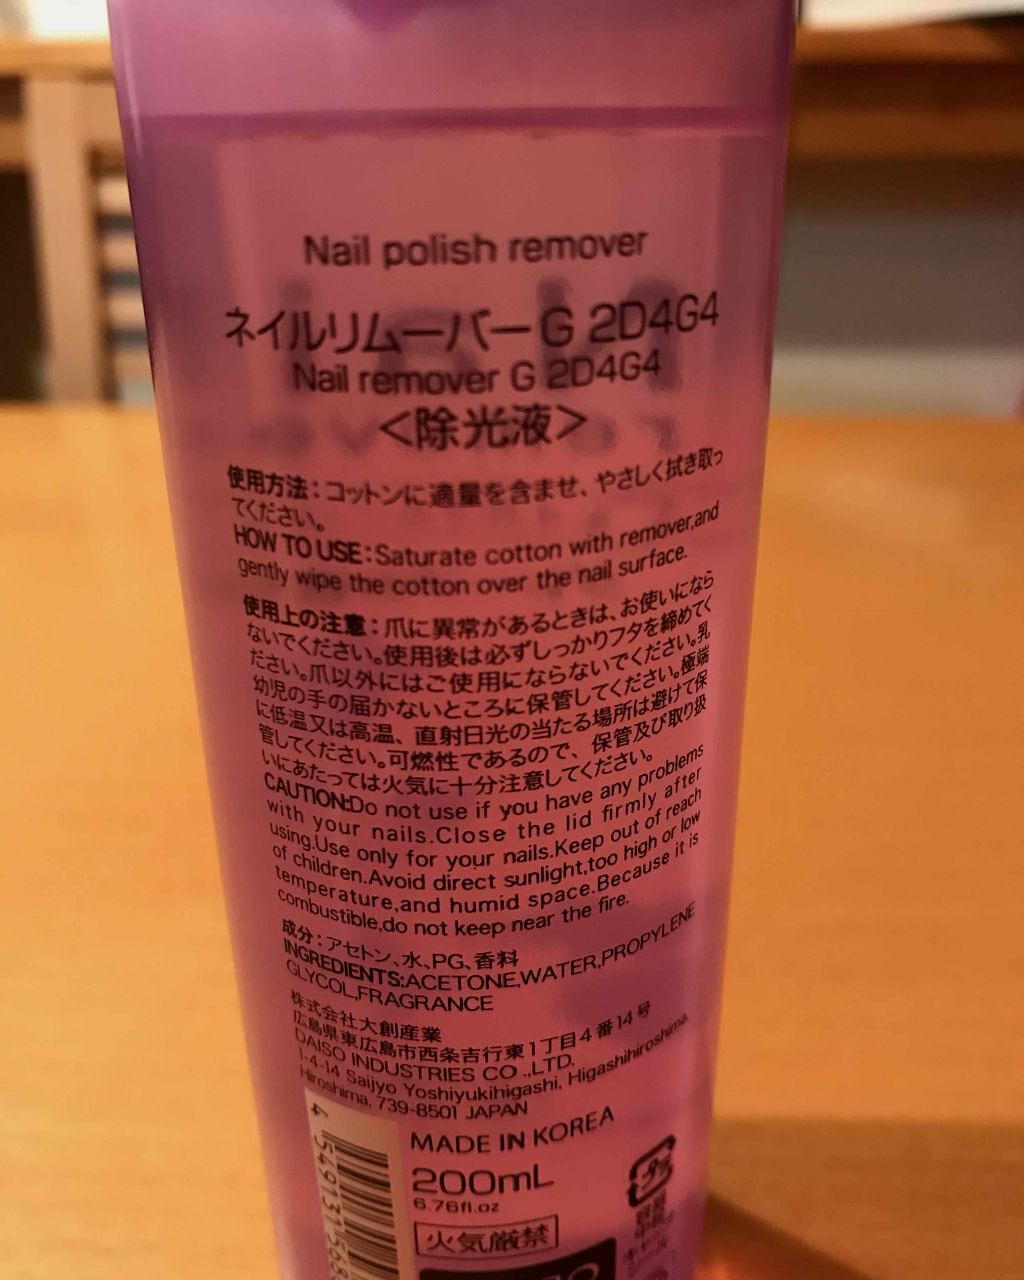 Nail polish remover
ネイルリムーバーG 2D4G4
Nail remover G 2D4G4
<除光液>
使用方法：コットンに適量を含ませ、やさしく拭き取っ
てください。
HOW TO USE：Saturate cotton with remover,and
gently wipe the cotton over the nail surface.
使用上の注意：爪に異常があるときは、お使いになら
ないでください。使用後は必ずしっかりフタを締めてく
ださい。爪以外にはご使用にならないでください。乳
幼児の手の届かないところに保管してください。極端
に低温又は高温、直射日光の当たる場所は避けて保
管してください。可燃性であるので、保管及び取り扱
いにあたっては火気に十分注意してください。
CAUTION:Do not use if you have any problems
with your nails.Close the lid firmly after
using.Use only for your nails.Keep out of reach
of children.Avoid direct sunlight,too high or low
temperature,and humid space.Because it is
combustible,do not keep near the fire.
成分：アセトン、水、PG、香料
INGREDIENTS:ACETONE,WATER,PROPYLENE
GLYCOL,FRAGRANCE
株式会社大創産業
広島県東広島市西条吉行東1丁目4番14号
DAISO INDUSTRIES CO .,LTD.
1-4-14 Saijyo Yoshiyukihigashi, Higashihiroshima,
Hiroshima, 739-8501 JAPAN
MADE IN KOREA
200mL
6.76fl.oz
火気厳禁